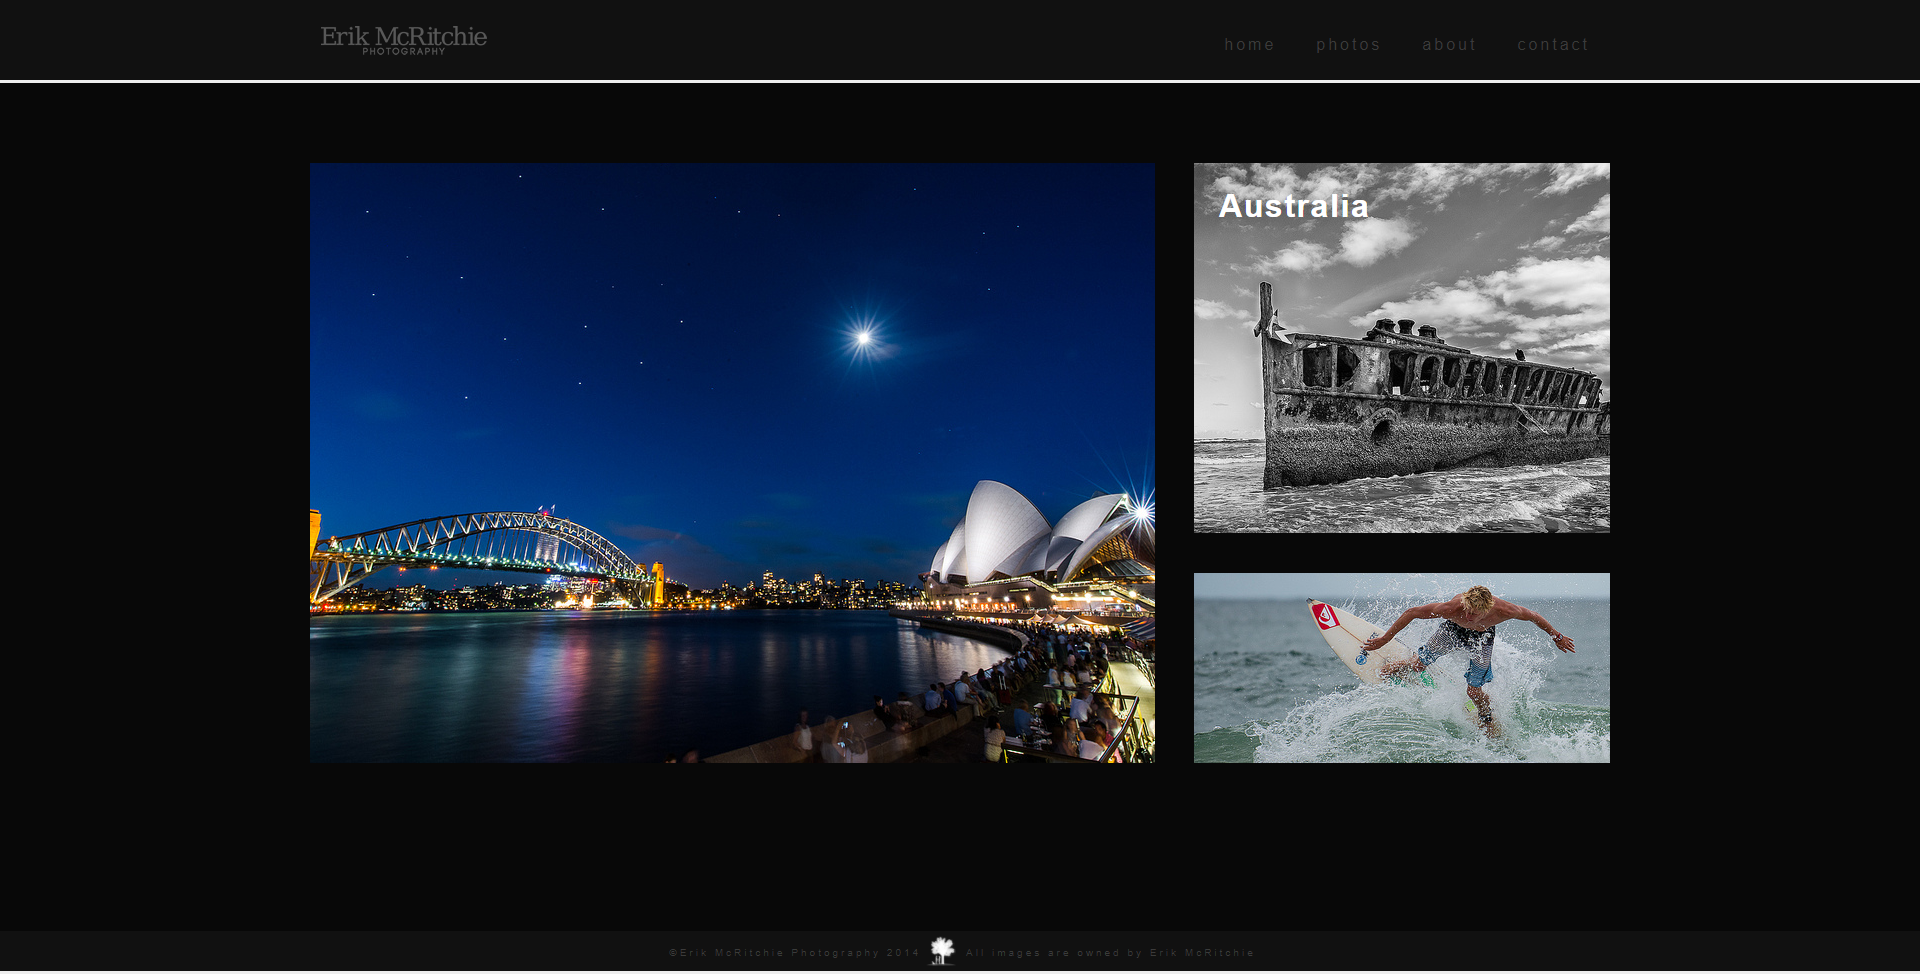 Erik McRitchie
PHOTOGRAPHY
home photos about contact
Australia
©Erik McRitchie Photography 2014 All images are owned by Erik McRitchie